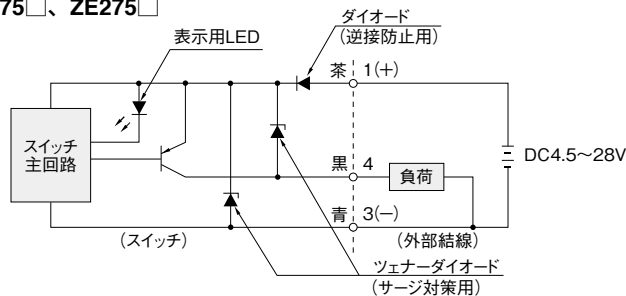 75□、ZE275□
ダイオード
(逆接防止用)
表示用LED
茶 1(+)
スイッチ
主回路
DC4.5～28V
黒 4
負荷
青 3(−)
(スイッチ)
(外部結線)
ツェナーダイオード
(サージ対策用)